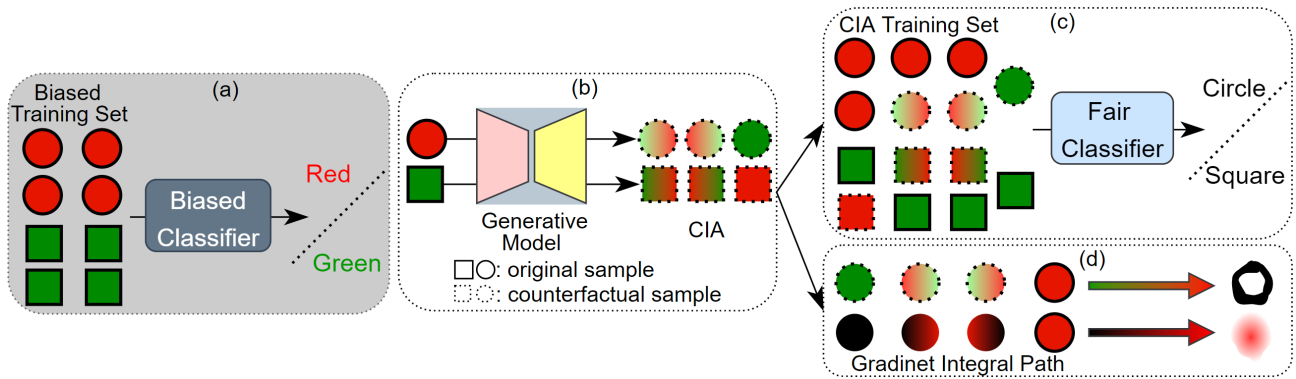 (a)
Biased
Training Set
Biased
Classifier
Red
Green
(b)
Generative
Model
CIA
: original sample
: counterfactual sample
(c)
CIA Training Set
Fair
Classifier
Circle
Square
(d)
Gradinet Integral Path